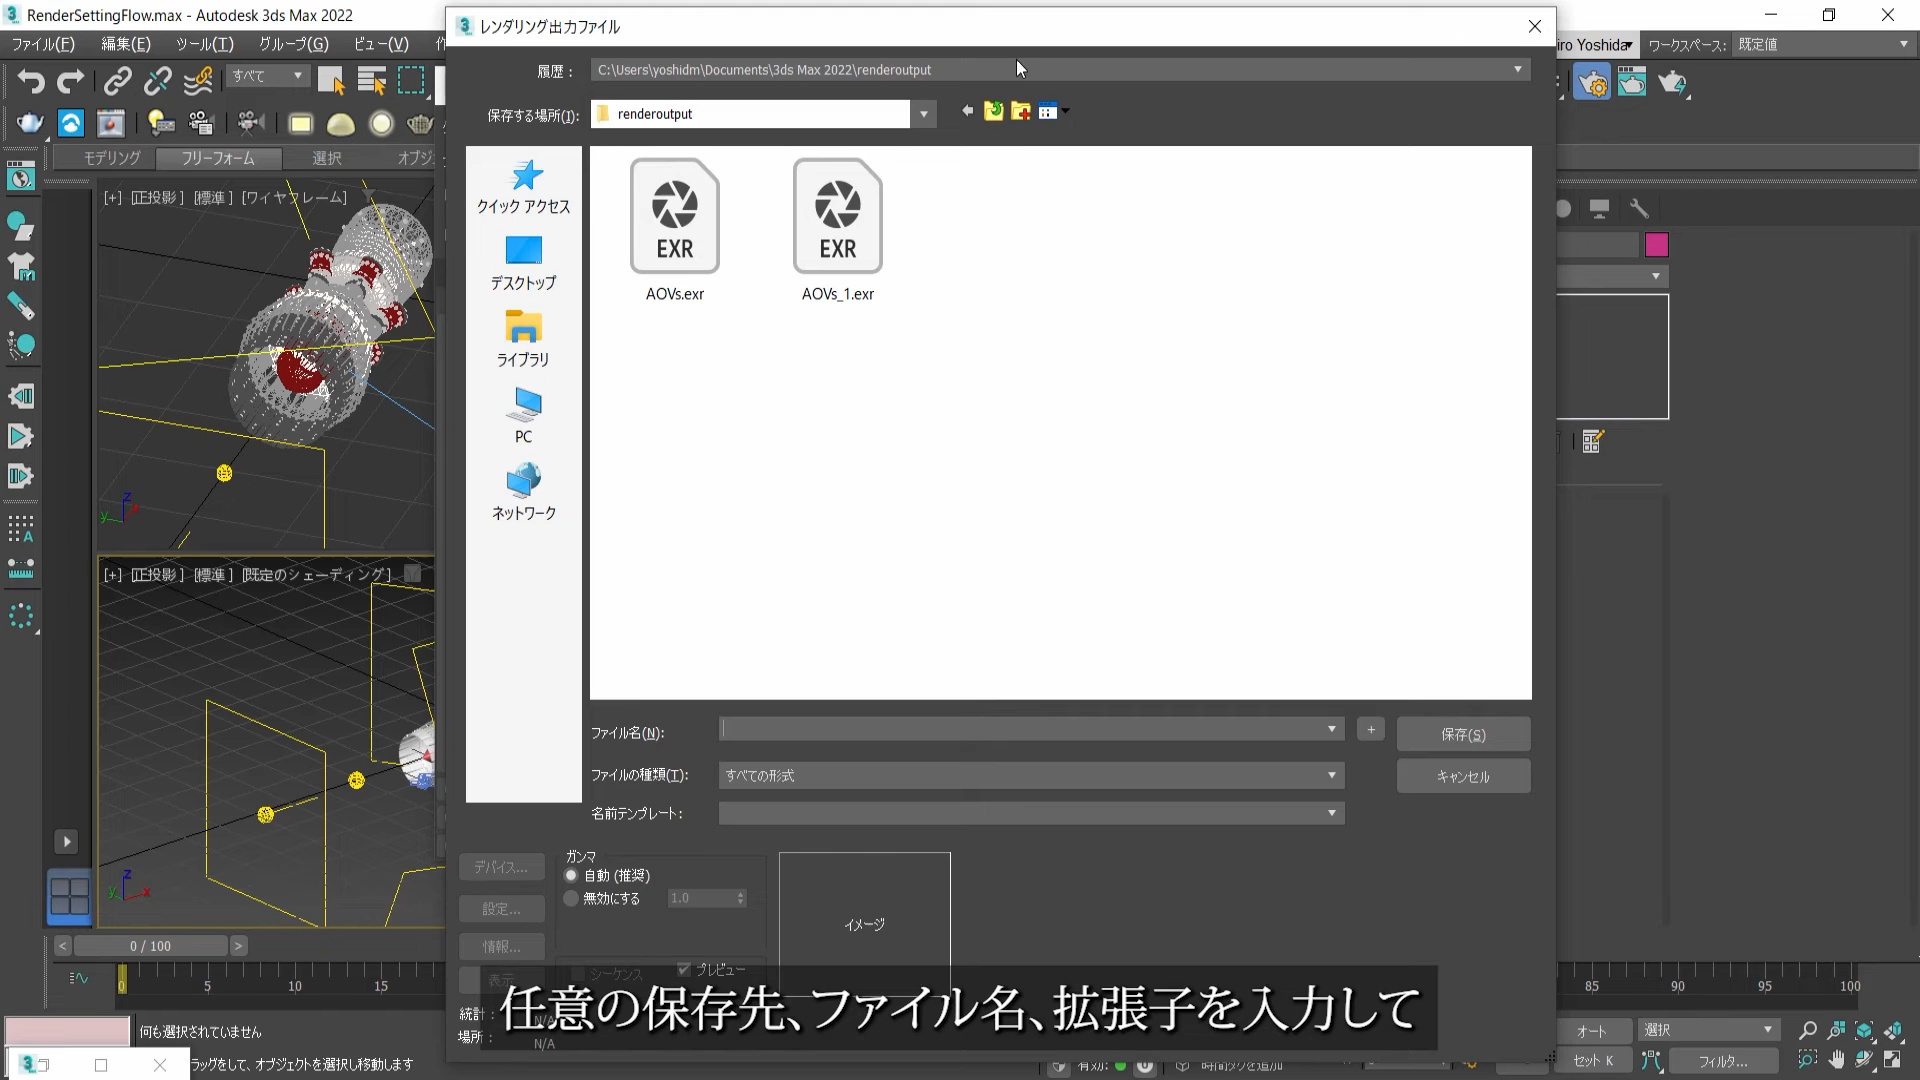 RenderSettingFlow.max - Autodesk 3ds Max 2022
ファイル(F) 編集(E) ツール(T) グループ(G) ビュー(V)
iro Yoshida ワークスペース: 既定値
すべて
モデリング フリーフォーム 選択 オブジ
[+] [正投影] [標準] [ワイヤフレーム]
[+] [正投影] [標準] [既定のシェーディング]
レンダリング出力ファイル
履歴: C:\Users\yoshidm\Documents\3ds Max 2022\renderoutput
保存する場所(I): renderoutput
クイック アクセス
デスクトップ
ライブラリ
PC
ネットワーク
EXR EXR
AOVs.exr AOVs_1.exr
ファイル名(N): + 保存(S)
ファイルの種類(T): すべての形式 キャンセル
名前テンプレート:
デバイス...
設定...
情報...
表示
ガンマ
自動 (推奨)
無効にする 1.0
シーケンス プレビュー
イメージ
統計: N/A
場所: N/A
任意の保存先、ファイル名、拡張子を入力して
< 0 / 100 >
0 5 10 15 85 90 95 100
何も選択されていません
ラッグをして、オブジェクトを選択し移動します
有効: 時間タグを追加
オート 選択
セット K フィルタ...
z y x
z y x